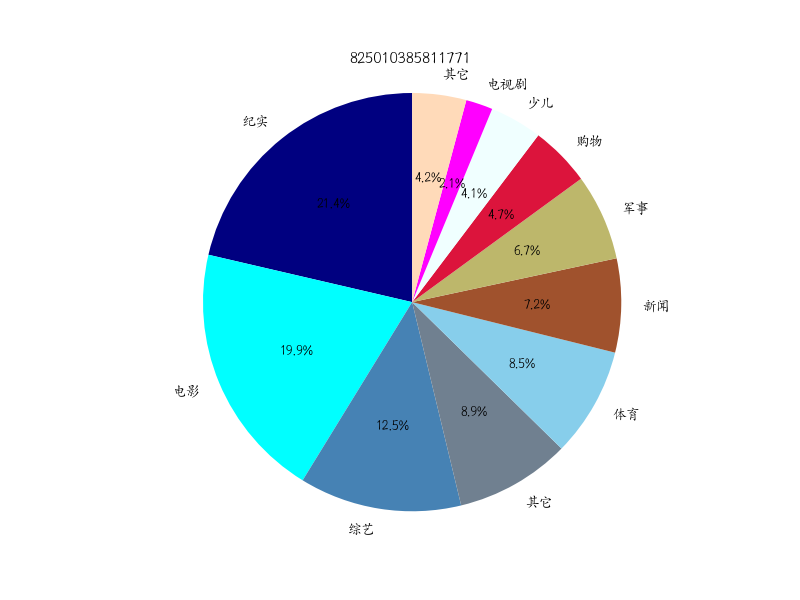 825010385811771
其它
电视剧
少儿
购物
纪实
军事
新闻
体育
其它
综艺
电影
4.2%
2.1%
4.1%
4.7%
6.7%
7.2%
8.5%
8.9%
12.5%
19.9%
21.4%